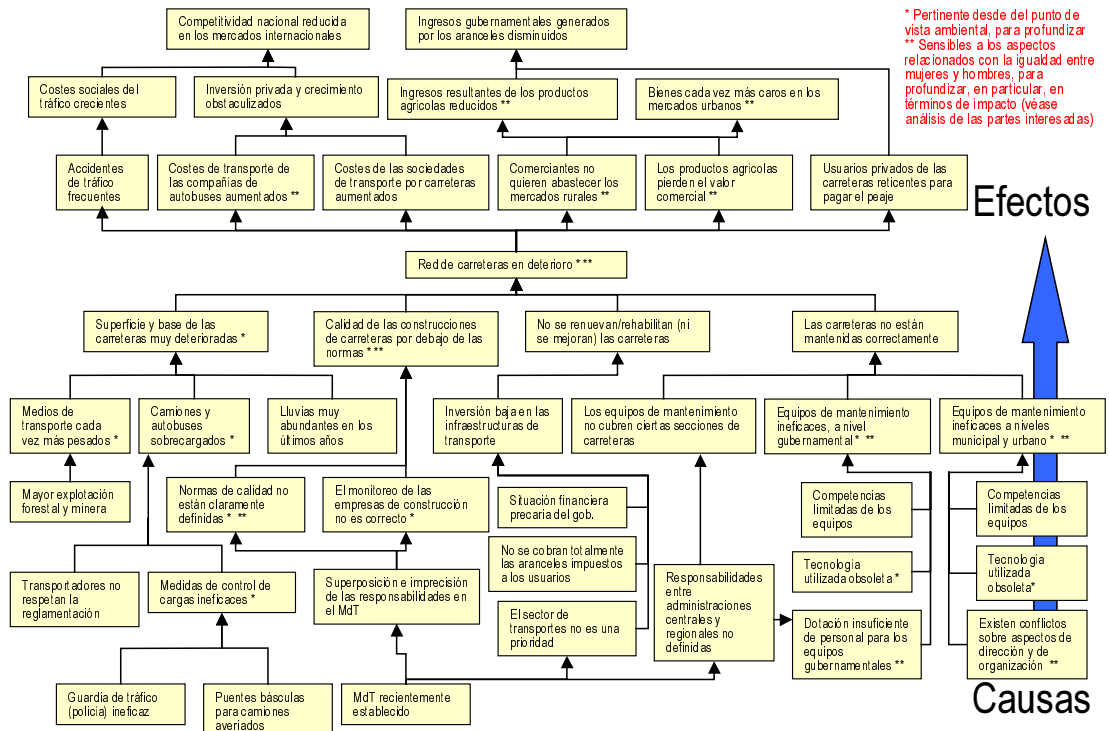 Competitividad nacional reducida
en los mercados internacionales
Ingresos gubernamentales generados
por los aranceles disminuidos
* Pertinente desde del punto de
vista ambiental, para profundizar
** Sensibles a los aspectos
relacionados con la igualdad entre
mujeres y hombres, para
profundizar, en particular, en
términos de impacto (véase
análisis de las partes interesadas)
Costes sociales del
tráfico crecientes
Inversión privada y crecimiento
obstaculizados
Ingresos resultantes de los productos
agrícolas reducidos **
Bienes cada vez más caros en los
mercados urbanos **
Accidentes
de tráfico
frecuentes
Costes de transporte de
las compañias de
autobuses aumentados **
Costes de las sociedades
de transporte por carreteras
aumentados
Comerciantes no
quieren abastecer los
mercados rurales **
Los productos agricolas
pierden el valor
comercial **
Usuarios privados de las
carreteras reticentes para
pagar el peaje
Efectos
Red de carreteras en deterioro * **
Superficie y base de las
carreteras muy deterioradas *
Calidad de las construcciones
de carreteras por debajo de las
normas * **
No se renuevan/rehabilitan (ni
se mejoran) las carreteras
Las carreteras no están
mantenidas correctamente
Medios de
transporte cada
vez más pesados *
Camiones y
autobuses
sobrecargados *
Lluvias muy
abundantes en los
últimos años
Inversión baja en las
infraestructuras de
transporte
Los equipos de mantenimiento
no cubren ciertas secciones de
carreteras
Equipos de mantenimiento
ineficaces, a nivel
gubernamental * **
Equipos de mantenimiento
ineficaces a niveles
municipal y urbano * **
Mayor explotación
forestal y minera
Normas de calidad no
están claramente
definidas * **
El monitoreo de las
empresas de construcción
no es correcto *
Situación financiera
precaria del gob.
Competencias
limitadas de los
equipos
Competencias
limitadas de los
equipos
Transportadores no
respetan la
reglamentación
Medidas de control de
cargas ineficaces *
Superposición e imprecisión
de las responsabilidades en
el MdT
No se cobran totalmente
las aranceles impuestos
a los usuarios
Responsabilidades
entre
administraciones
centrales y
regionales no
definidas
Tecnología
utilizada obsoleta *
Tecnología
utilizada
obsoleta*
El sector de
transportes no es una
prioridad
Dotación insuficiente
de personal para los
equipos
gubernamentales **
Existen conflictos
sobre aspectos de
dirección y de
organización **
Guardia de tráfico
(policia) ineficaz
Puentes básculas
para camiones
averiados
MdT recientemente
establecido
Causas